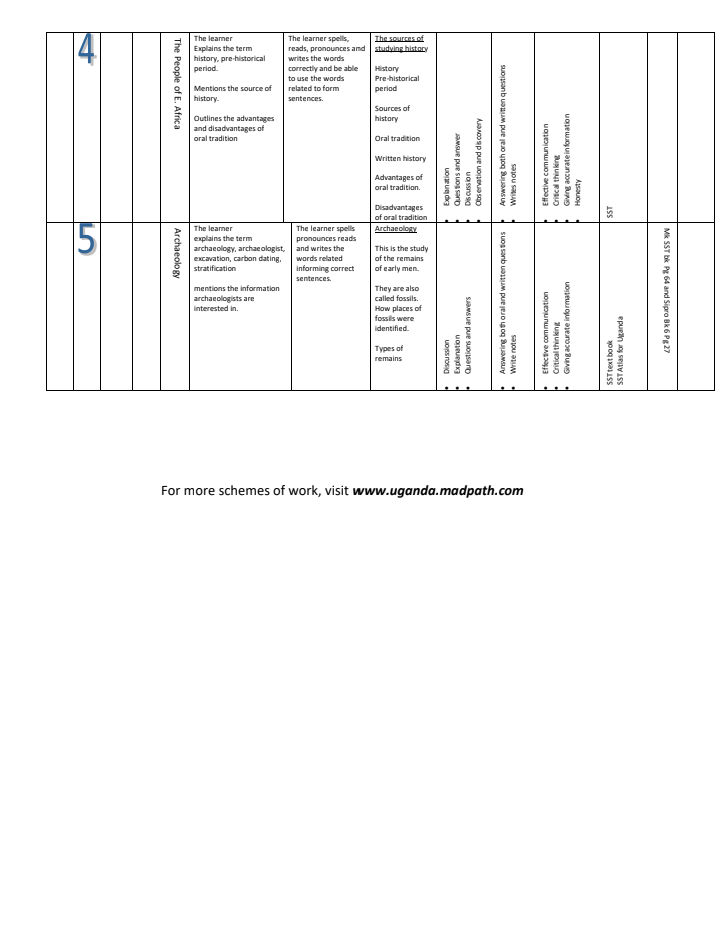 4
The People of E. Africa
The learner
Explains the term
history, pre-historical
period.
Mentions the source of
history.
Outlines the advantages
and disadvantages of
oral tradition
The learner spells,
reads, pronounces and
writes the words
correctly and be able
to use the words
related to form
sentences.
The sources of
studying history
History
Pre-historical
period
Sources of
history
Oral tradition
Written history
Advantages of
oral tradition.
Disadvantages
of oral tradition
• Explanation
• Questions and answer
• Discussion
• Observation and discovery
• Answering both oral and written questions
• Writes notes
• Effective communication
• Critical thinking
• Giving accurate information
• Honesty
SST
5
Archaeology
The learner
explains the term
archaeology, archaeologist,
excavation, carbon dating,
stratification
mentions the information
archaeologists are
interested in.
The learner spells
pronounces reads
and writes the
words related
informing correct
sentences.
Archaeology
This is the study
of the remains
of early men.
They are also
called fossils.
How places of
fossils were
identified.
Types of
remains
• Discussion
• Explanation
• Questions and answers
• Answering both oral and written questions
• Write notes
• Effective communication
• Critical thinking
• Giving accurate information
SST text book
SST Atlas for Uganda
Mk SST bk Pg 64 and Sipro Bk 6 Pg 27
For more schemes of work, visit www.uganda.madpath.com